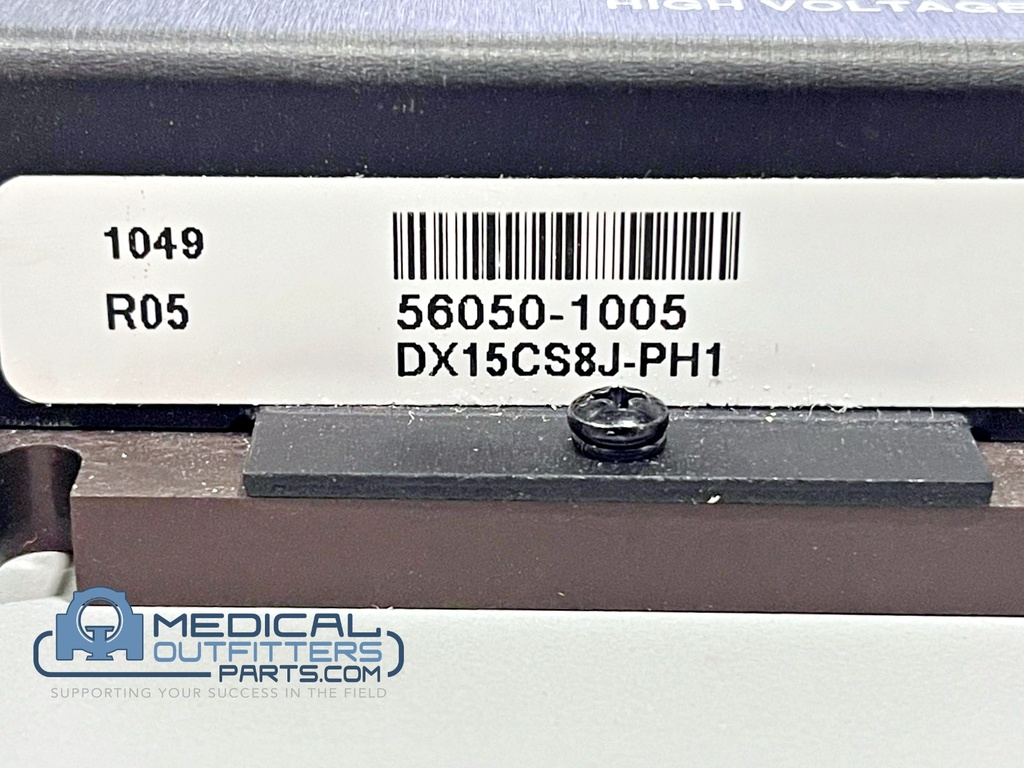 HIGH VOLTAGE
1049
R05
56050-1005
DX15CS8J-PH1
MEDICAL
OUTFITTERS
PARTS.COM
SUPPORTING YOUR SUCCESS IN THE FIELD